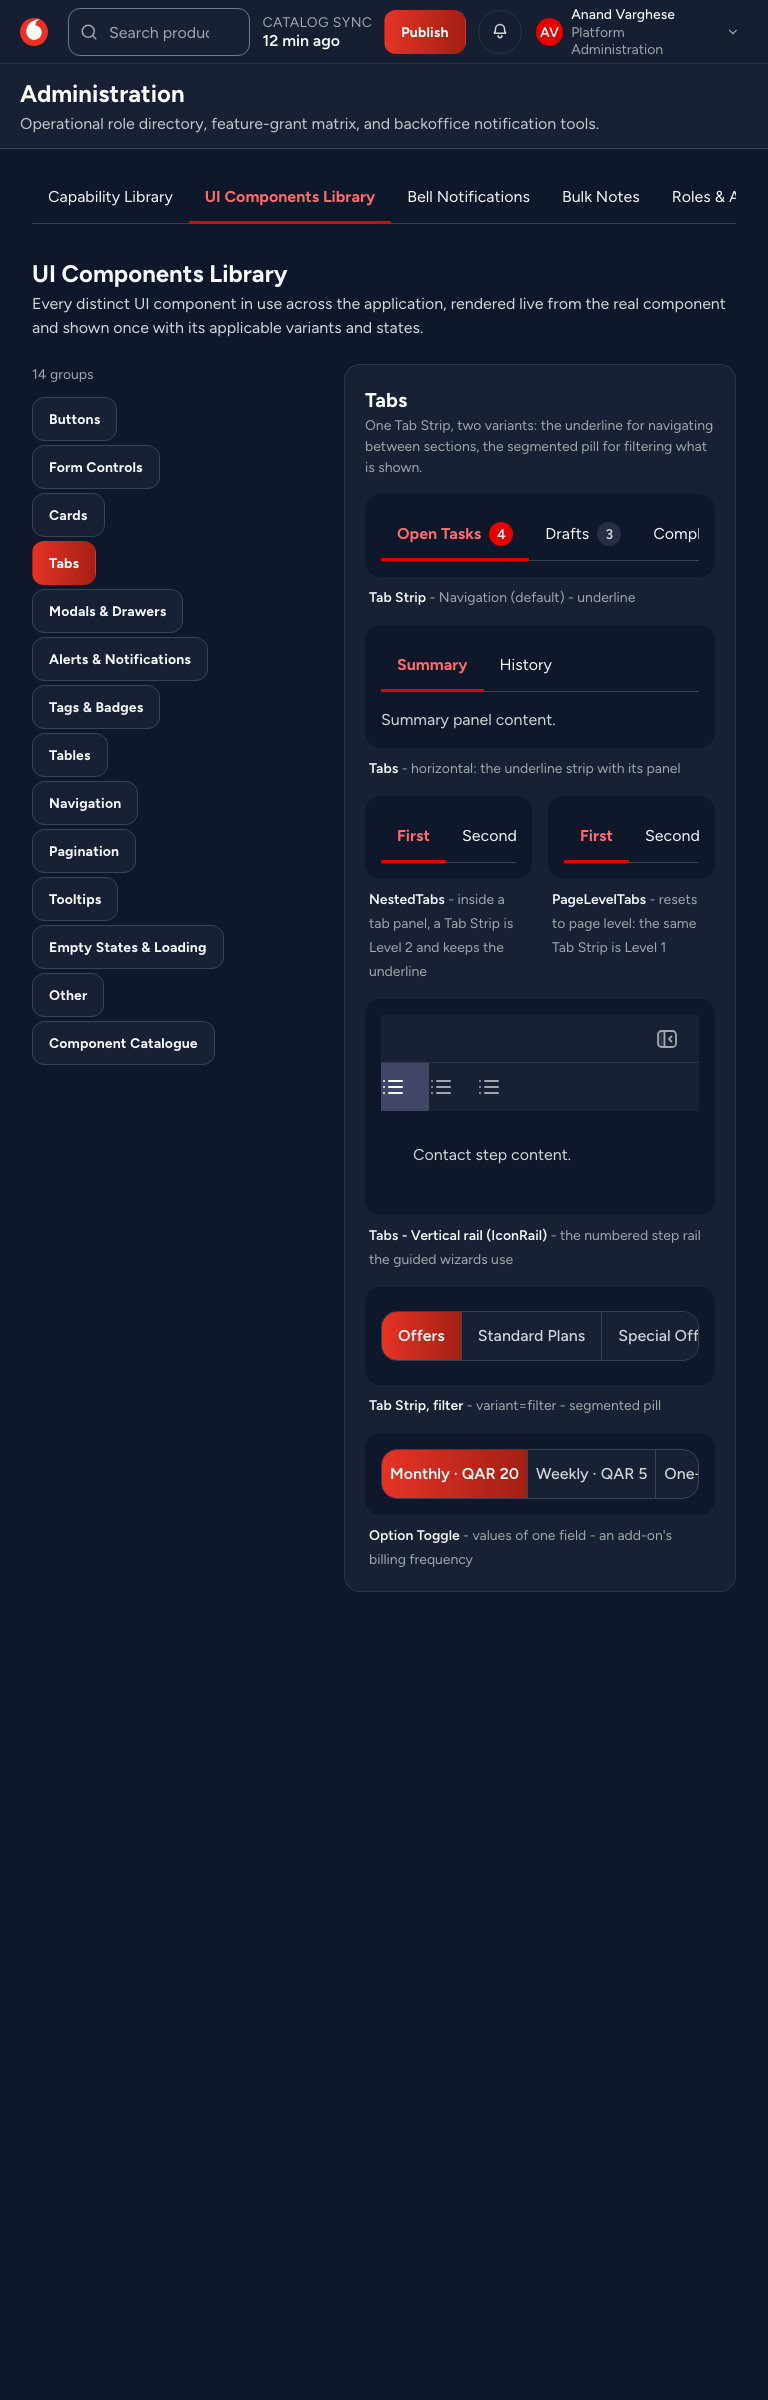 Search produc
CATALOG SYNC
12 min ago
Publish
AV
Anand Varghese
Platform
Administration
Administration
Operational role directory, feature-grant matrix, and backoffice notification tools.
Capability Library
UI Components Library
Bell Notifications
Bulk Notes
Roles & A
UI Components Library
Every distinct UI component in use across the application, rendered live from the real component
and shown once with its applicable variants and states.
14 groups
Buttons
Form Controls
Cards
Tabs
Modals & Drawers
Alerts & Notifications
Tags & Badges
Tables
Navigation
Pagination
Tooltips
Empty States & Loading
Other
Component Catalogue
Tabs
One Tab Strip, two variants: the underline for navigating
between sections, the segmented pill for filtering what
is shown.
Open Tasks 4 Drafts 3 Compl
Tab Strip - Navigation (default) - underline
Summary History
Summary panel content.
Tabs - horizontal: the underline strip with its panel
First Second
NestedTabs - inside a
tab panel, a Tab Strip is
Level 2 and keeps the
underline
First Second
PageLevelTabs - resets
to page level: the same
Tab Strip is Level 1
Contact step content.
Tabs - Vertical rail (IconRail) - the numbered step rail
the guided wizards use
Offers Standard Plans Special Off
Tab Strip, filter - variant=filter - segmented pill
Monthly · QAR 20 Weekly · QAR 5 One-
Option Toggle - values of one field - an add-on's
billing frequency